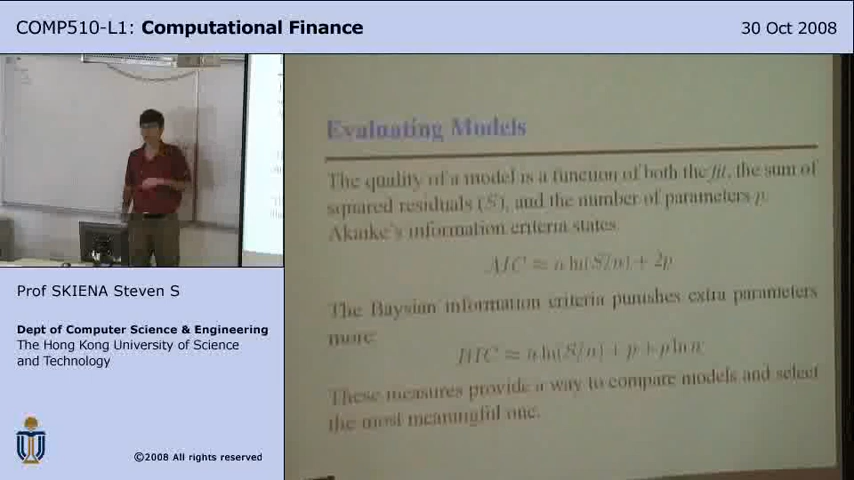 COMP510-L1: Computational Finance
30 Oct 2008
Evaluating Models
The quality of a model is a function of both the fit, the sum of
squared residuals (S), and the number of parameters p.
Akaike's information criteria states
AIC ≈ n ln(S/n) + 2p
The Baysian information criteria punishes extra parameters
more:
BIC ≈ n ln(S/n) + p + p ln n
These measures provide a way to compare models and select
the most meaningful one.
Prof SKIENA Steven S
Dept of Computer Science & Engineering
The Hong Kong University of Science
and Technology
©2008 All rights reserved